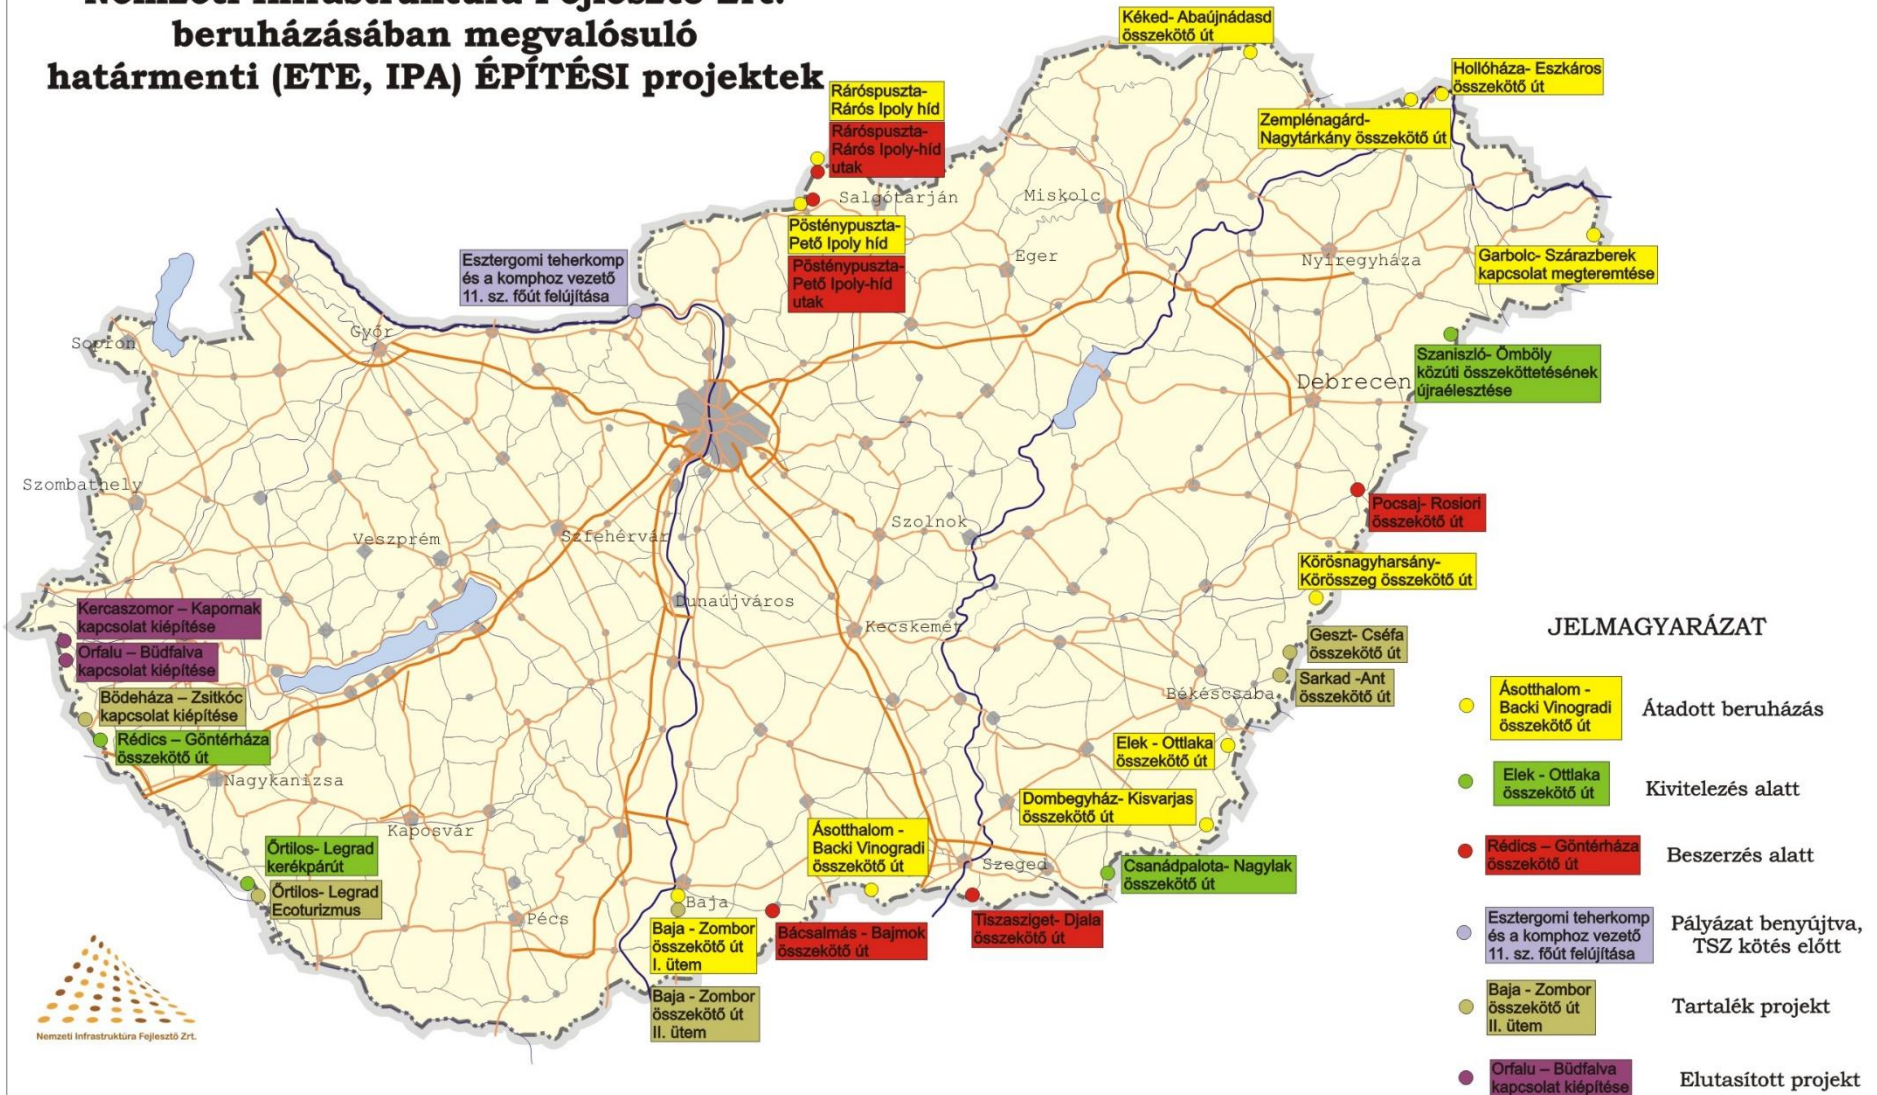 Nemzeti Infrastruktúra Fejlesztő Zrt.
beruházásában megvalósuló
határmenti (ETE, IPA) ÉPÍTÉSI projektek
Kéked- Abaújnádasd
összekötő út
Hollóháza- Eszkáros
összekötő út
Ráróspuszta-
Rárós Ipoly híd
Ráróspuszta-
Rárós Ipoly-híd
utak
Zemplénagárd-
Nagytárkány összekötő út
Salgótarján
Miskolc
Pösténypuszta-
Pető Ipoly híd
Pösténypuszta-
Pető Ipoly-híd
utak
Esztergomi teherkomp
és a komphoz vezető
11. sz. főút felújítása
Eger
Nyíregyháza
Garbolc- Szárazberek
kapcsolat megteremtése
Győr
Sopron
Szaniszló- Ömböly
közúti összeköttetésének
újraélesztése
Debrecen
Szombathely
Pocsaj- Rosiori
összekötő út
Szolnok
Veszprém
Szfehérvár
Körösnagyharsány-
Körösszeg összekötő út
Dunaújváros
Kecskemét
Kercaszomor – Kapornak
kapcsolat kiépítése
Orfalu – Büdfalva
kapcsolat kiépítése
Geszt- Cséfa
összekötő út
Sarkad -Ant
összekötő út
Békéscsaba
Bödeháza – Zsitkóc
kapcsolat kiépítése
Rédics – Göntérháza
összekötő út
Nagykanizsa
Elek - Ottlaka
összekötő út
Dombegyház- Kisvarjas
összekötő út
Kaposvár
Ásotthalom -
Backi Vinogradi
összekötő út
Szeged
Csanádpalota- Nagylak
összekötő út
Őrtilos- Legrad
kerékpárút
Őrtilos- Legrad
Ecoturizmus
Baja
Pécs
Baja - Zombor
összekötő út
I. ütem
Bácsalmás - Bajmok
összekötő út
Tiszasziget- Djala
összekötő út
Baja - Zombor
összekötő út
II. ütem
Nemzeti Infrastruktúra Fejlesztő Zrt.
JELMAGYARÁZAT
Ásotthalom -
Backi Vinogradi
összekötő út
Átadott beruházás
Elek - Ottlaka
összekötő út
Kivitelezés alatt
Rédics – Göntérháza
összekötő út
Beszerzés alatt
Esztergomi teherkomp
és a komphoz vezető
11. sz. főút felújítása
Pályázat benyújtva,
TSZ kötés előtt
Baja - Zombor
összekötő út
II. ütem
Tartalék projekt
Orfalu – Büdfalva
kapcsolat kiépítése
Elutasított projekt